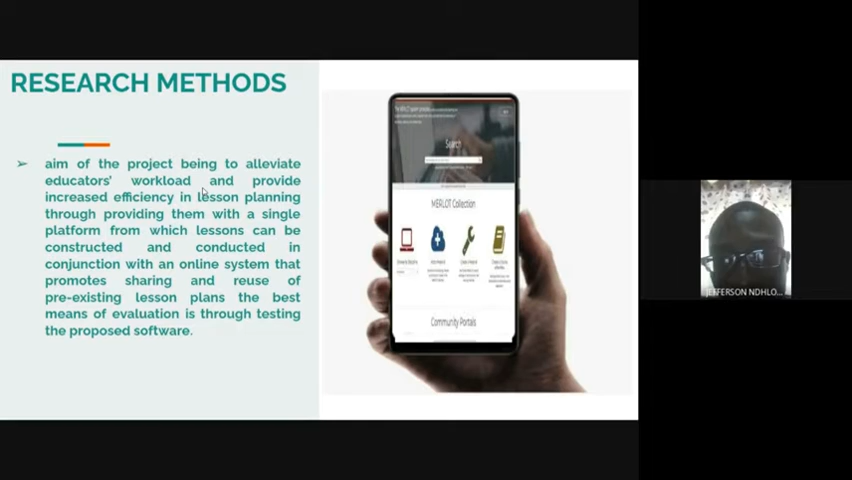 RESEARCH METHODS
➢ aim of the project being to alleviate
educators' workload and provide
increased efficiency in lesson planning
through providing them with a single
platform from which lessons can be
constructed and conducted in
conjunction with an online system that
promotes sharing and reuse of
pre-existing lesson plans the best
means of evaluation is through testing
the proposed software.
Search
MERLOT Collection
Community Portals
JEFFERSON NDHLO...